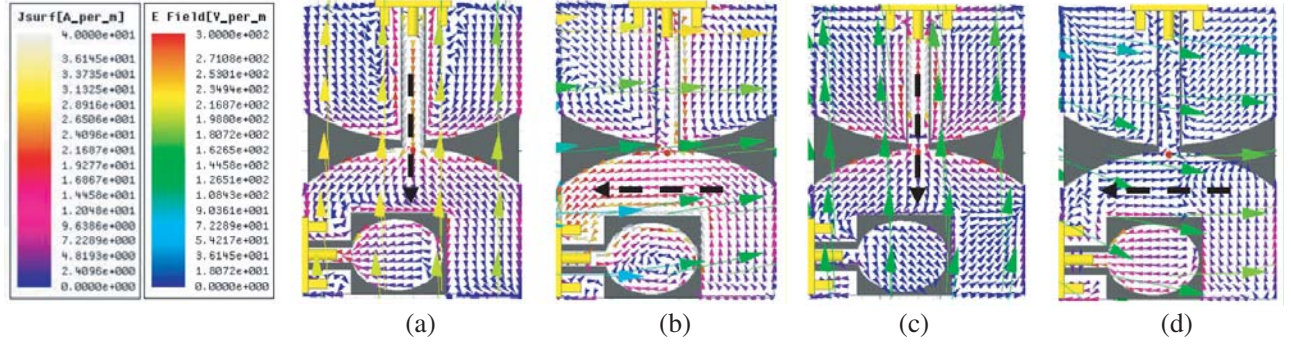 Jsurf[A_per_m]
4.0000e+001
3.6145e+001
3.3735e+001
3.1325e+001
2.8916e+001
2.6506e+001
2.4096e+001
2.1687e+001
1.9277e+001
1.6867e+001
1.4458e+001
1.2048e+001
9.6386e+000
7.2289e+000
4.8193e+000
2.4096e+000
0.0000e+000
E Field[V_per_m
3.0000e+002
2.7108e+002
2.5301e+002
2.3494e+002
2.1687e+002
1.9880e+002
1.8072e+002
1.6265e+002
1.4458e+002
1.2651e+002
1.0843e+002
9.0361e+001
7.2289e+001
5.4217e+001
3.6145e+001
1.8072e+001
0.0000e+000
(a) (b) (c) (d)